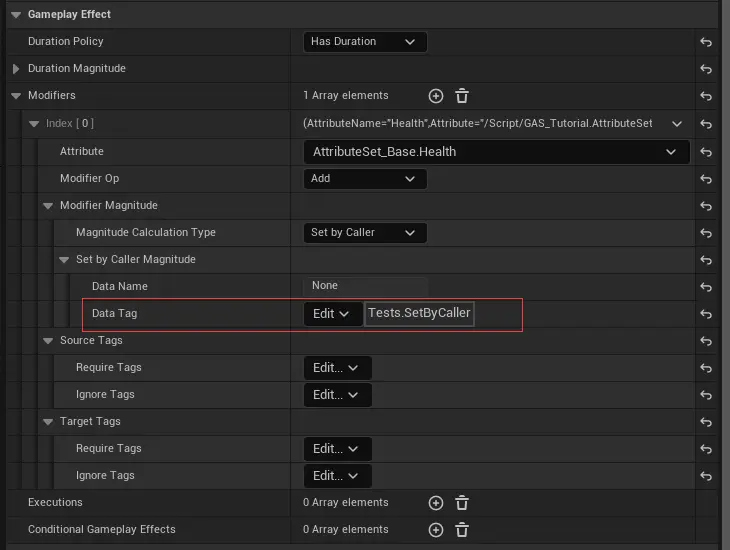 Gameplay Effect
Duration Policy Has Duration
Duration Magnitude
Modifiers 1 Array elements
Index [ 0 ] (AttributeName="Health",Attribute="/Script/GAS_Tutorial.AttributeSet
Attribute AttributeSet_Base.Health
Modifier Op Add
Modifier Magnitude
Magnitude Calculation Type Set by Caller
Set by Caller Magnitude
Data Name None
Data Tag Edit Tests.SetByCaller
Source Tags
Require Tags Edit...
Ignore Tags Edit...
Target Tags
Require Tags Edit...
Ignore Tags Edit...
Executions 0 Array elements
Conditional Gameplay Effects 0 Array elements